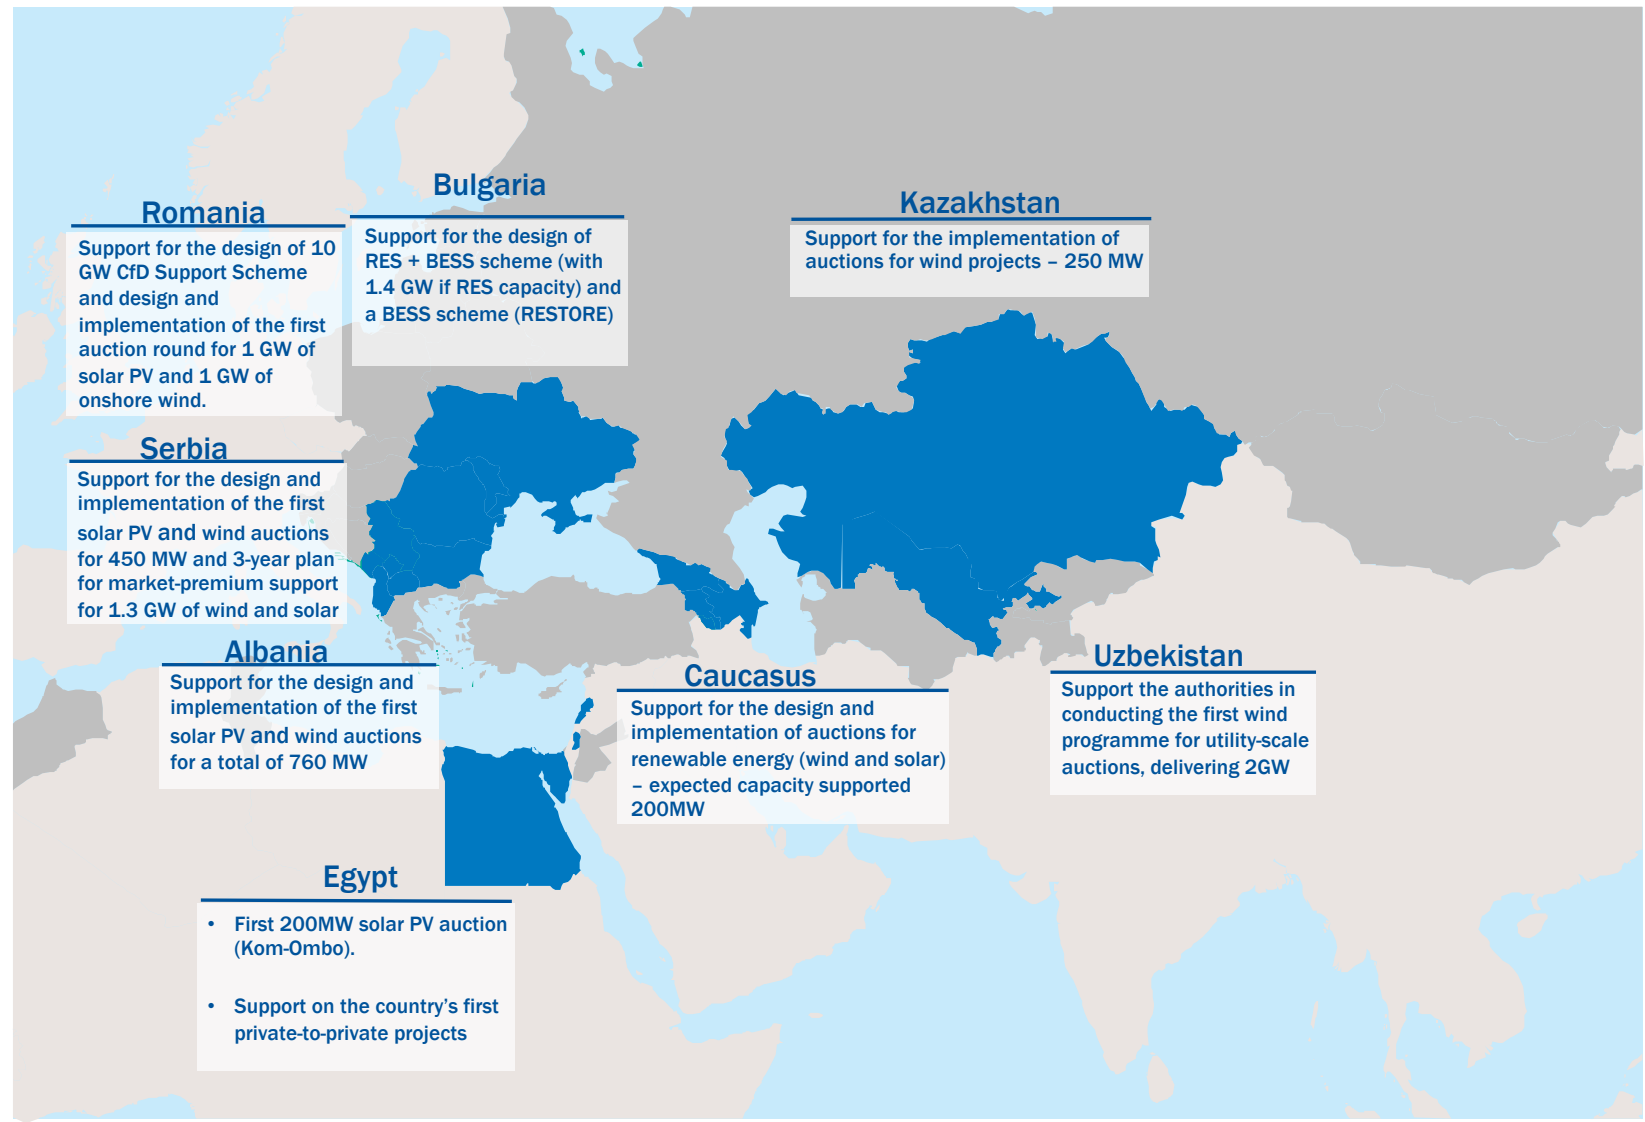 Romania
Support for the design of 10
GW CfD Support Scheme
and design and
implementation of the first
auction round for 1 GW of
solar PV and 1 GW of
onshore wind.
Bulgaria
Support for the design of
RES + BESS scheme (with
1.4 GW if RES capacity) and
a BESS scheme (RESTORE)
Kazakhstan
Support for the implementation of
auctions for wind projects – 250 MW
Serbia
Support for the design and
implementation of the first
solar PV and wind auctions
for 450 MW and 3-year plan
for market-premium support
for 1.3 GW of wind and solar
Albania
Support for the design and
implementation of the first
solar PV and wind auctions
for a total of 760 MW
Caucasus
Support for the design and
implementation of auctions for
renewable energy (wind and solar)
– expected capacity supported
200MW
Uzbekistan
Support the authorities in
conducting the first wind
programme for utility-scale
auctions, delivering 2GW
Egypt
• First 200MW solar PV auction
(Kom-Ombo).
• Support on the country's first
private-to-private projects